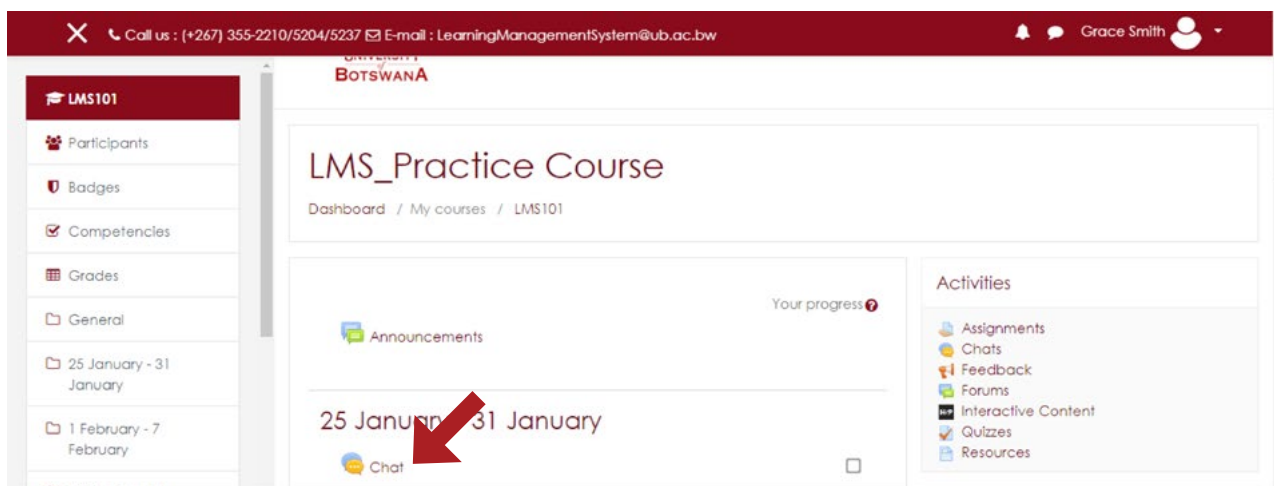 Call us : (+267) 355-2210/5204/5237 E-mail : LearningManagementSystem@ub.ac.bw
Grace Smith
LMS101
Participants
Badges
Competencies
Grades
General
25 January - 31
January
1 February - 7
February
BOTSWANA
LMS_Practice Course
Dashboard / My courses / LMS101
Your progress
Announcements
25 January 31 January
Chat
Activities
Assignments
Chats
Feedback
Forums
Interactive Content
Quizzes
Resources